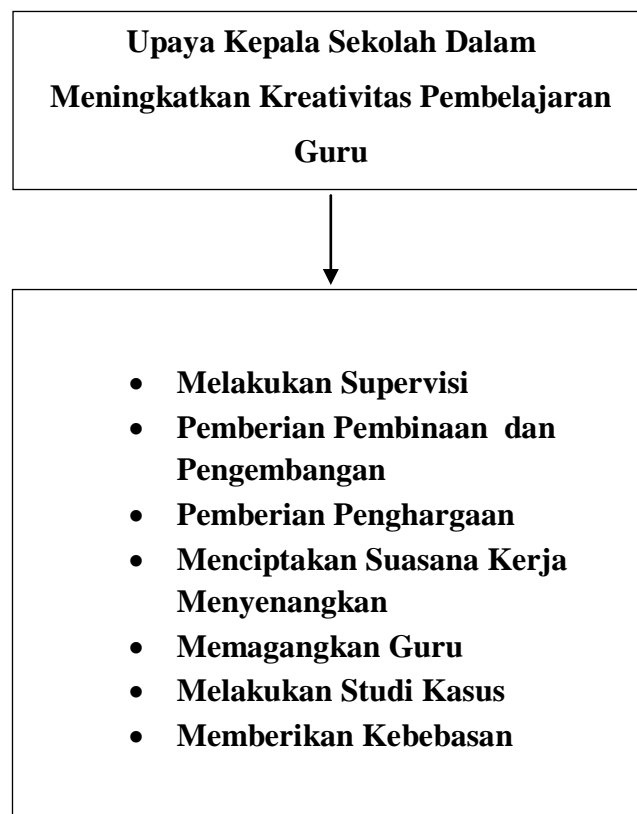 Upaya Kepala Sekolah Dalam
Meningkatkan Kreativitas Pembelajaran
Guru
• Melakukan Supervisi
• Pemberian Pembinaan dan
Pengembangan
• Pemberian Penghargaan
• Menciptakan Suasana Kerja
Menyenangkan
• Memagangkan Guru
• Melakukan Studi Kasus
• Memberikan Kebebasan